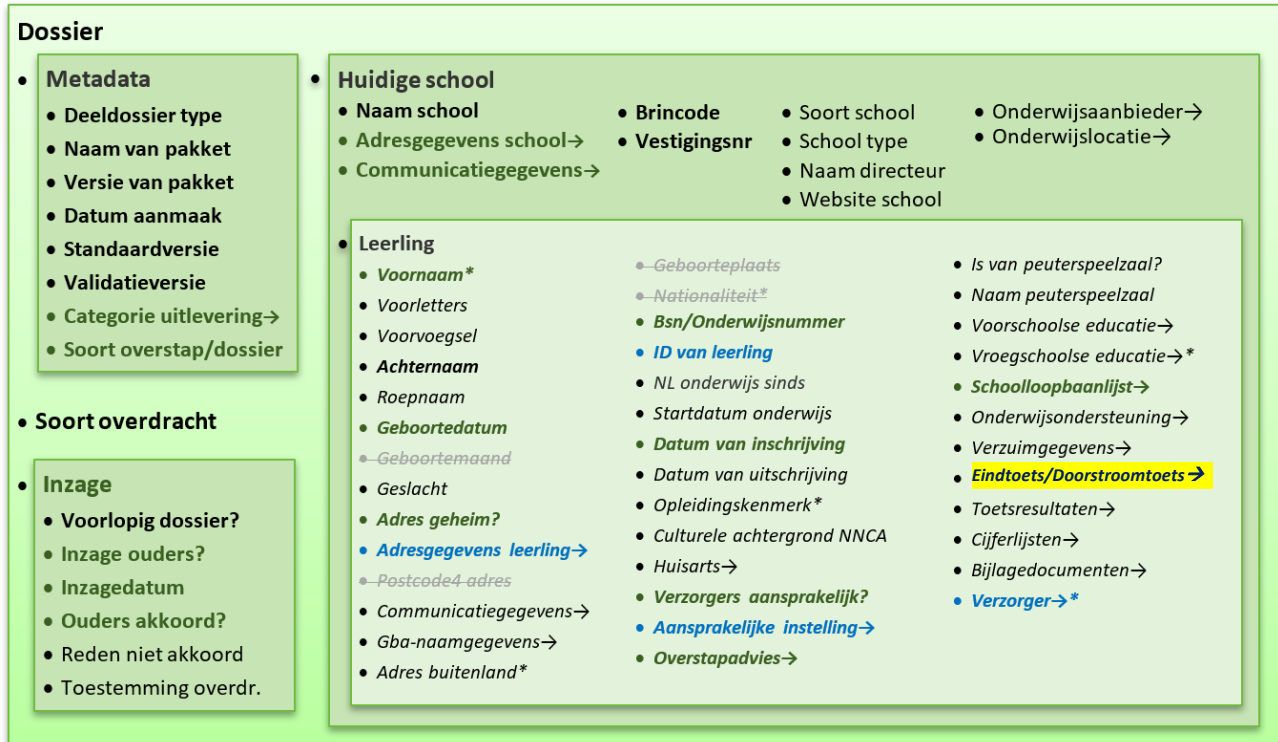 Dossier
• Metadata
• Deeldossier type
• Naam van pakket
• Versie van pakket
• Datum aanmaak
• Standaardversie
• Validatieversie
• Categorie uitlevering→
• Soort overstap/dossier
• Soort overdracht
• Inzage
• Voorlopig dossier?
• Inzage ouders?
• Inzagedatum
• Ouders akkoord?
• Reden niet akkoord
• Toestemming overdr.
• Huidige school
• Naam school
• Adresgegevens school→
• Communicatiegegevens→
• Brincode
• Vestigingsnr
• Soort school
• School type
• Naam directeur
• Website school
• Onderwijsaanbieder→
• Onderwijslocatie→
• Leerling
• Voornaam*
• Voorletters
• Voorvoegsel
• Achternaam
• Roepnaam
• Geboortedatum
• Geboortemaand
• Geslacht
• Adres geheim?
• Adresgegevens leerling→
• Postcode4 adres
• Communicatiegegevens→
• Gba-naamgegevens→
• Adres buitenland*
• Geboorteplaats
• Nationaliteit*
• Bsn/Onderwijsnummer
• ID van leerling
• NL onderwijs sinds
• Startdatum onderwijs
• Datum van inschrijving
• Datum van uitschrijving
• Opleidingskenmerk*
• Culturele achtergrond NNCA
• Huisarts→
• Verzorgers aansprakelijk?
• Aansprakelijke instelling→
• Overstapadvies→
• Is van peuterspeelzaal?
• Naam peuterspeelzaal
• Voorschoolse educatie→
• Vroegschoolse educatie→*
• Schoolloopbaanlijst→
• Onderwijsondersteuning→
• Verzuimgegevens→
• Eindtoets/Doorstroomtoets→
• Toetsresultaten→
• Cijferlijsten→
• Bijlagedocumenten→
• Verzorger→*